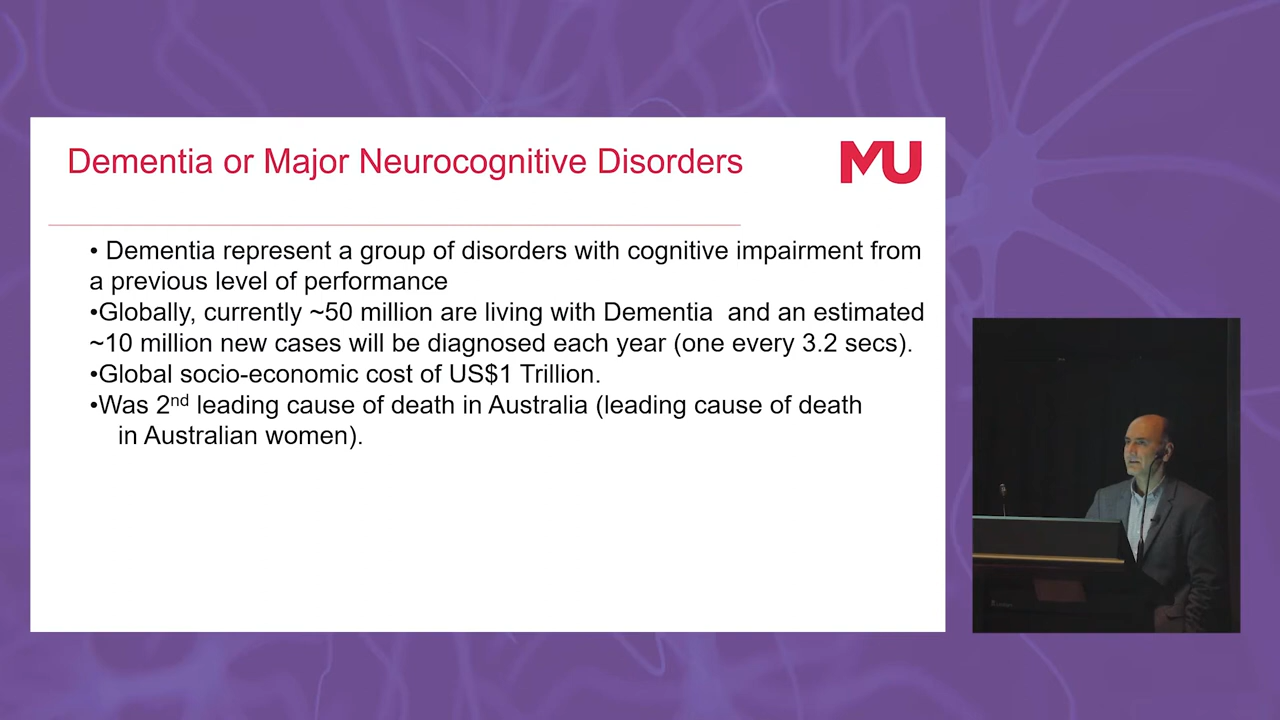 Dementia or Major Neurocognitive Disorders
MU
• Dementia represent a group of disorders with cognitive impairment from
a previous level of performance
•Globally, currently ~50 million are living with Dementia and an estimated
~10 million new cases will be diagnosed each year (one every 3.2 secs).
•Global socio-economic cost of US$1 Trillion.
•Was 2nd leading cause of death in Australia (leading cause of death
in Australian women).